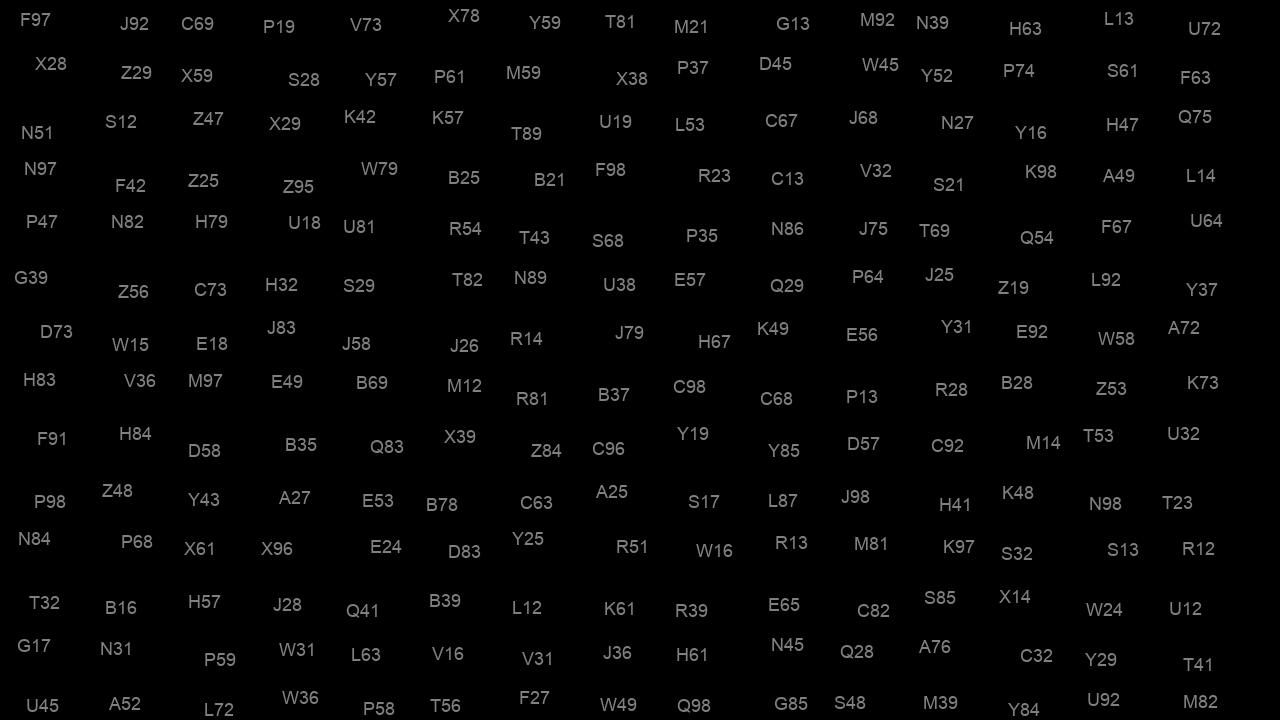 F97 J92 C69 P19 V73 X78 Y59 T81 M21 G13 M92 N39 H63 L13 U72
X28 Z29 X59 S28 Y57 P61 M59 X38 P37 D45 W45 Y52 P74 S61 F63
N51 S12 Z47 X29 K42 K57 T89 U19 L53 C67 J68 N27 Y16 H47 Q75
N97 F42 Z25 Z95 W79 B25 B21 F98 R23 C13 V32 S21 K98 A49 L14
P47 N82 H79 U18 U81 R54 T43 S68 P35 N86 J75 T69 Q54 F67 U64
G39 Z56 C73 H32 S29 T82 N89 U38 E57 Q29 P64 J25 Z19 L92 Y37
D73 W15 E18 J83 J58 J26 R14 J79 H67 K49 E56 Y31 E92 W58 A72
H83 V36 M97 E49 B69 M12 R81 B37 C98 C68 P13 R28 B28 Z53 K73
F91 H84 D58 B35 Q83 X39 Z84 C96 Y19 Y85 D57 C92 M14 T53 U32
P98 Z48 Y43 A27 E53 B78 C63 A25 S17 L87 J98 H41 K48 N98 T23
N84 P68 X61 X96 E24 D83 Y25 R51 W16 R13 M81 K97 S32 S13 R12
T32 B16 H57 J28 Q41 B39 L12 K61 R39 E65 C82 S85 X14 W24 U12
G17 N31 P59 W31 L63 V16 V31 J36 H61 N45 Q28 A76 C32 Y29 T41
U45 A52 L72 W36 P58 T56 F27 W49 Q98 G85 S48 M39 Y84 U92 M82